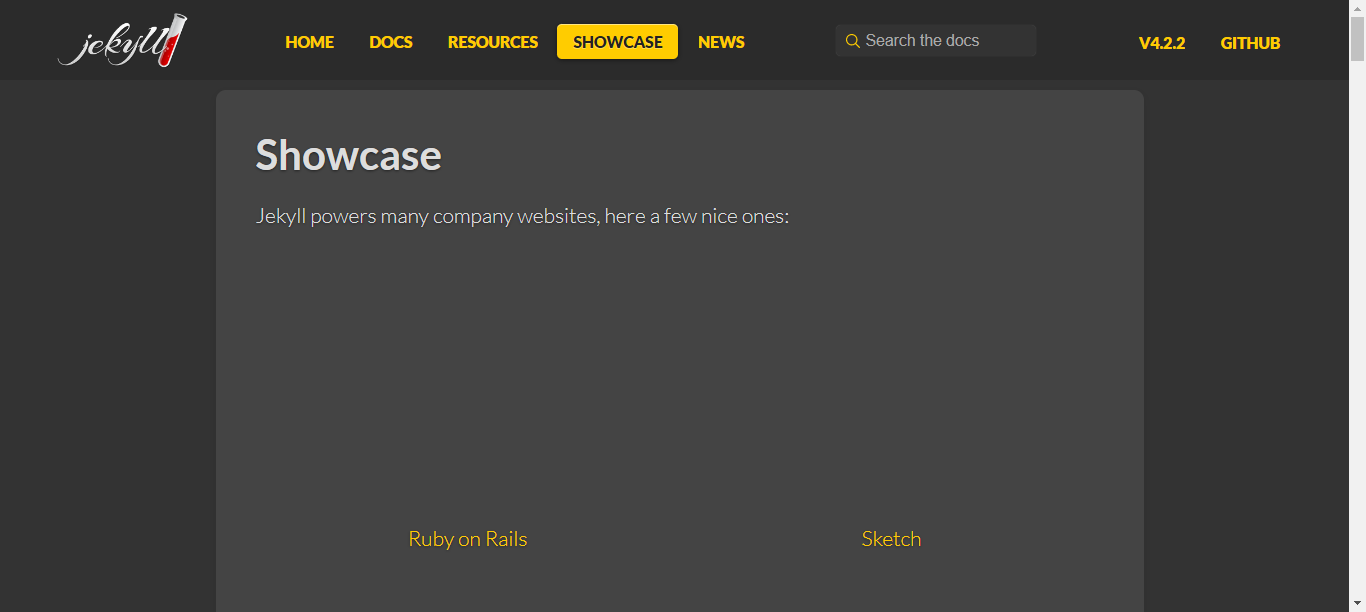 jekyll
HOME
DOCS
RESOURCES
SHOWCASE
NEWS
Search the docs
V4.2.2
GITHUB
Showcase
Jekyll powers many company websites, here a few nice ones:
Ruby on Rails
Sketch